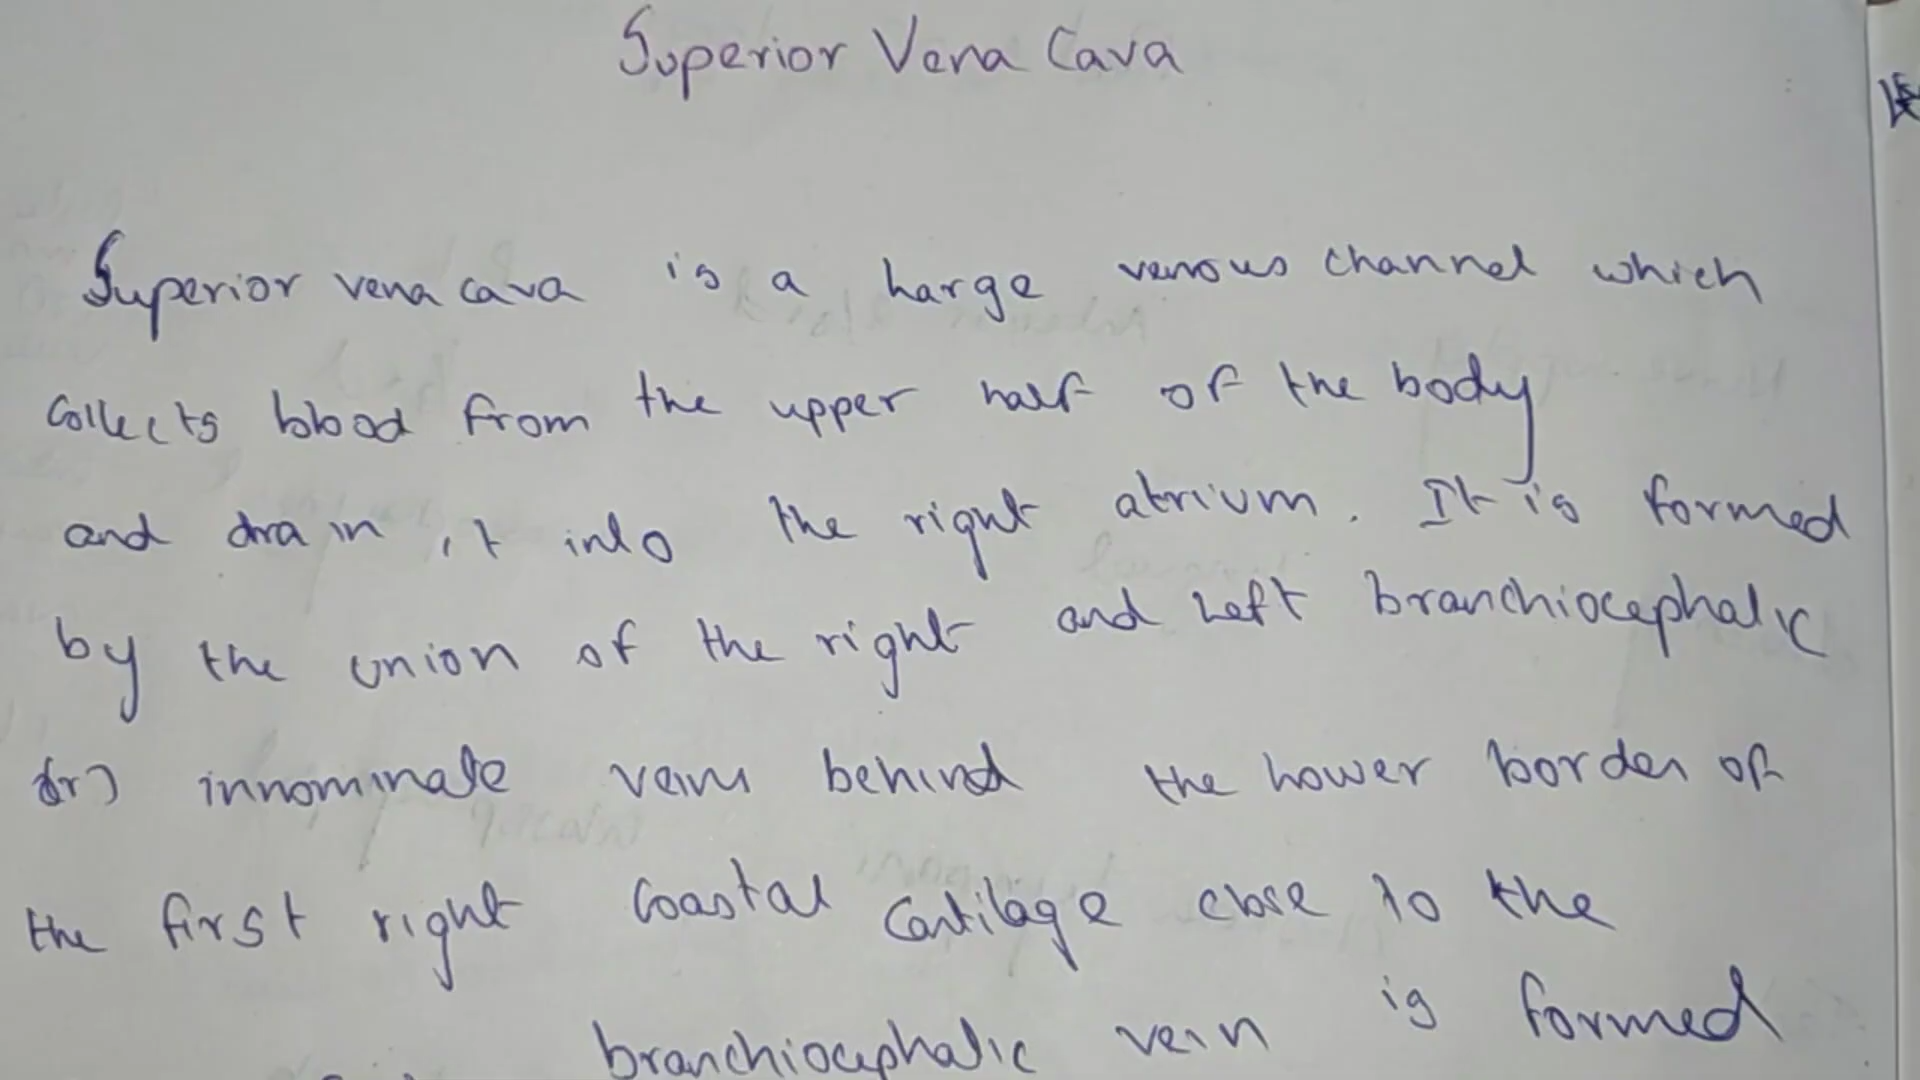 Superior Vena Cava
Superior vena cava is a large venous channel which
collects blood from the upper half of the body
and drain it into the right atrium. It is formed
by the union of the right and left branchiocephalic
(or) innominate veins behind the lower border of
the first right coastal cartilage close to the
branchiocephalic vein is formed